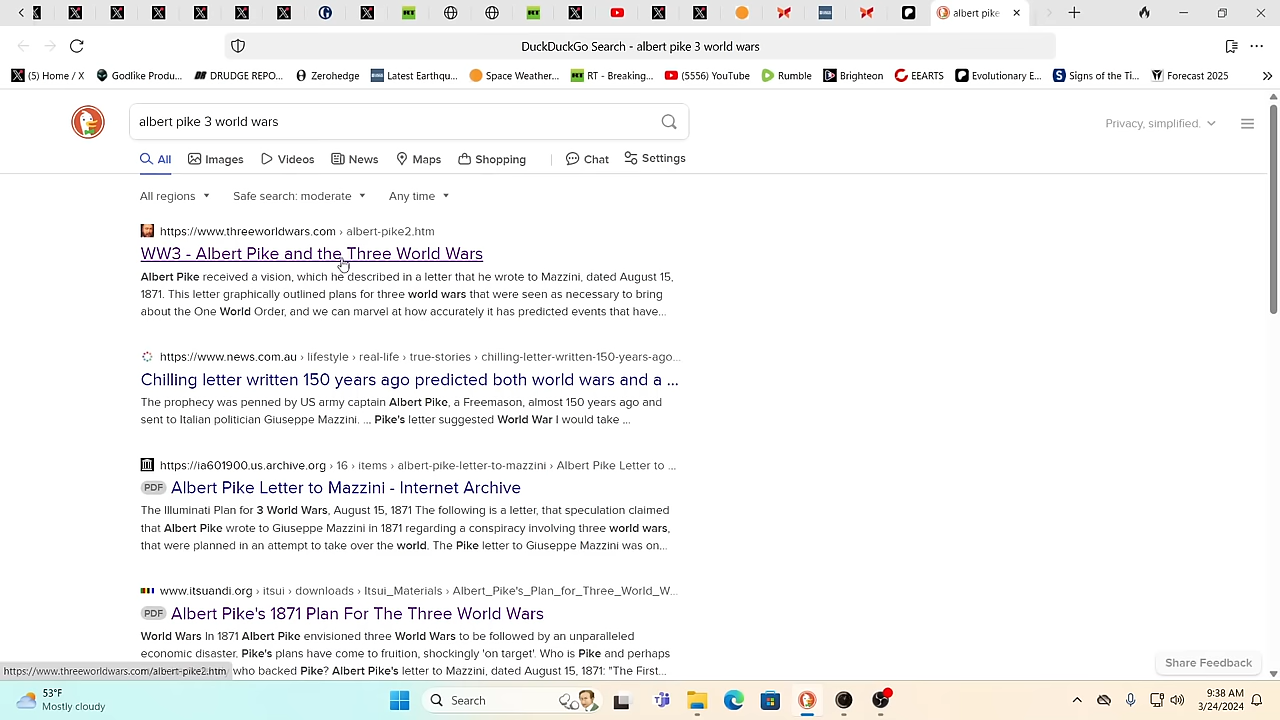 albert pike
DuckDuckGo Search - albert pike 3 world wars
(5) Home / X
Godlike Produ...
DRUDGE REPO...
Zerohedge
Latest Earthqu...
Space Weather...
RT - Breaking...
(5556) YouTube
Rumble
Brighteon
EEARTS
Evolutionary E...
Signs of the Ti...
Forecast 2025
albert pike 3 world wars
Privacy, simplified.
All
Images
Videos
News
Maps
Shopping
Chat
Settings
All regions
Safe search: moderate
Any time
https://www.threeworldwars.com › albert-pike2.htm
WW3 - Albert Pike and the Three World Wars
Albert Pike received a vision, which he described in a letter that he wrote to Mazzini, dated August 15,
1871. This letter graphically outlined plans for three world wars that were seen as necessary to bring
about the One World Order, and we can marvel at how accurately it has predicted events that have...
https://www.news.com.au › lifestyle › real-life › true-stories › chilling-letter-written-150-years-ago...
Chilling letter written 150 years ago predicted both world wars and a ...
The prophecy was penned by US army captain Albert Pike, a Freemason, almost 150 years ago and
sent to Italian politician Giuseppe Mazzini. ... Pike's letter suggested World War I would take ...
https://ia601900.us.archive.org › 16 › items › albert-pike-letter-to-mazzini › Albert Pike Letter to ...
PDF Albert Pike Letter to Mazzini - Internet Archive
The Illuminati Plan for 3 World Wars, August 15, 1871 The following is a letter, that speculation claimed
that Albert Pike wrote to Giuseppe Mazzini in 1871 regarding a conspiracy involving three world wars,
that were planned in an attempt to take over the world. The Pike letter to Giuseppe Mazzini was on...
www.itsuandi.org › itsui › downloads › Itsui_Materials › Albert_Pike's_Plan_for_Three_World_W...
PDF Albert Pike's 1871 Plan For The Three World Wars
World Wars In 1871 Albert Pike envisioned three World Wars to be followed by an unparalleled
economic disaster. Pike's plans have come to fruition, shockingly 'on target'. Who is Pike and perhaps
who backed Pike? Albert Pike's letter to Mazzini, dated August 15, 1871: "The First...
https://www.threeworldwars.com/albert-pike2.htm
Share Feedback
53°F
Mostly cloudy
Search
9:38 AM
3/24/2024